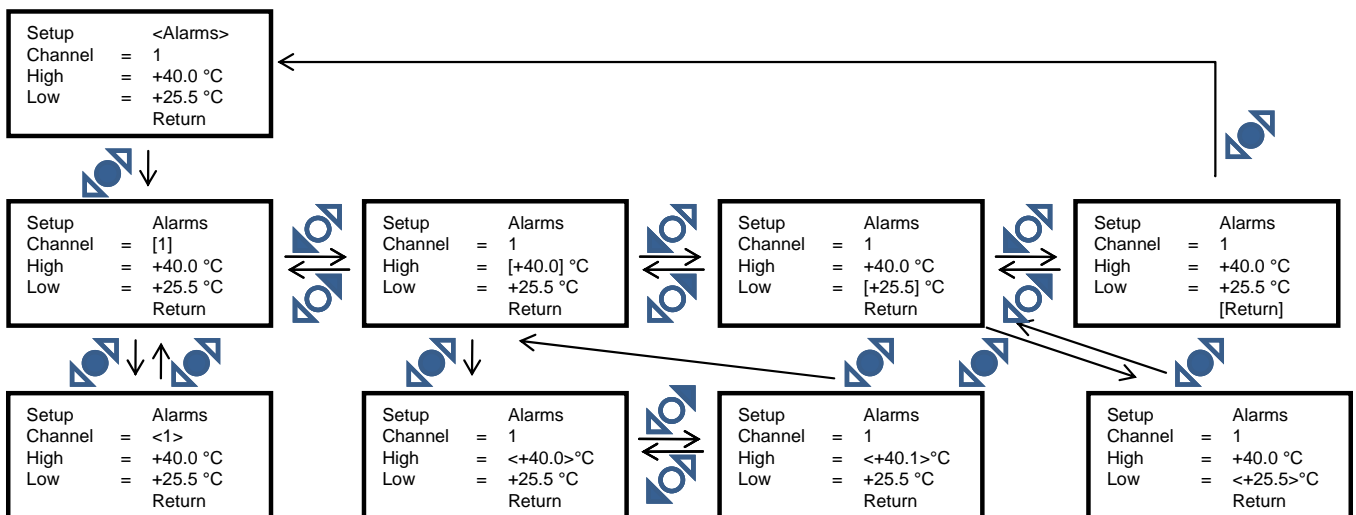 Setup <Alarms>
Channel = 1
High = +40.0 °C
Low = +25.5 °C
Return
Setup Alarms
Channel = [1]
High = +40.0 °C
Low = +25.5 °C
Return
Setup Alarms
Channel = 1
High = [+40.0] °C
Low = +25.5 °C
Return
Setup Alarms
Channel = 1
High = +40.0 °C
Low = [+25.5] °C
Return
Setup Alarms
Channel = 1
High = +40.0 °C
Low = +25.5 °C
[Return]
Setup Alarms
Channel = <1>
High = +40.0 °C
Low = +25.5 °C
Return
Setup Alarms
Channel = 1
High = <+40.0>°C
Low = +25.5 °C
Return
Setup Alarms
Channel = 1
High = <+40.1>°C
Low = +25.5 °C
Return
Setup Alarms
Channel = 1
High = +40.0 °C
Low = <+25.5>°C
Return